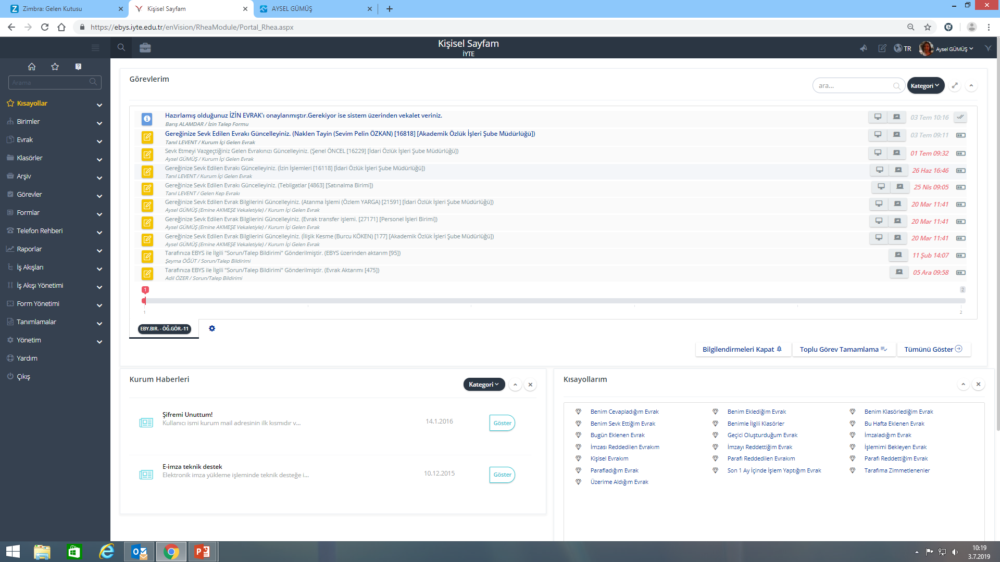 Zimbra: Gelen Kutusu
Kişisel Sayfam
AYSEL GÜMÜŞ
https://ebys.iyte.edu.tr/enVision/RheaModule/Portal_Rhea.aspx
Kişisel Sayfam
İYTE
TR
Aysel GÜMÜŞ
Arama
Kısayollar
Birimler
Evrak
Klasörler
Arşiv
Görevler
Formlar
Telefon Rehberi
Raporlar
İş Akışları
İş Akışı Yönetimi
Form Yönetimi
Tanımlamalar
Yönetim
Yardım
Çıkış
Görevlerim
ara...
Kategori
Hazırlamış olduğunuz İZİN EVRAK'ı onaylanmıştır.Gerekiyor ise sistem üzerinden vekalet veriniz.
Barış ALAMDAR / İzin Talep Formu
03 Tem 10:16
Gereğinize Sevk Edilen Evrakı Güncelleyiniz. (Naklen Tayin (Sevim Pelin ÖZKAN) [16818] [Akademik Özlük İşleri Şube Müdürlüğü])
Tanıl LEVENT / Kurum İçi Gelen Evrak
03 Tem 09:11
Sevk Etmeyi Vazgeçtiğiniz Gelen Evrakınızı Güncelleyiniz. (Şenel ÖNCEL [16229] [İdari Özlük İşleri Şube Müdürlüğü])
Aysel GÜMÜŞ / Kurum İçi Gelen Evrak
01 Tem 09:32
Gereğinize Sevk Edilen Evrakı Güncelleyiniz. (İzin İşlemleri [16118] [İdari Özlük İşleri Şube Müdürlüğü])
Tanıl LEVENT / Kurum İçi Gelen Evrak
26 Haz 16:46
Gereğinize Sevk Edilen Evrakı Güncelleyiniz. (Tebligatlar [4863] [Satınalma Birimi])
Tanıl LEVENT / Gelen Kep Evrakı
25 Nis 09:05
Gereğinize Sevk Edilen Evrak Bilgilerini Güncelleyiniz. (Atanma İşlemi (Özlem YARGA) [21591] [İdari Özlük İşleri Şube Müdürlüğü])
Aysel GÜMÜŞ (Emine AKMEŞE Vekaletiyle) / Kurum İçi Gelen Evrak
20 Mar 11:41
Gereğinize Sevk Edilen Evrak Bilgilerini Güncelleyiniz. (Evrak transfer işlemi. [27171] [Personel İşleri Birimi])
Aysel GÜMÜŞ (Emine AKMEŞE Vekaletiyle) / Kurum İçi Gelen Evrak
20 Mar 11:41
Gereğinize Sevk Edilen Evrak Bilgilerini Güncelleyiniz. (İlişik Kesme (Burcu KÖKEN) [177] [Akademik Özlük İşleri Şube Müdürlüğü])
Aysel GÜMÜŞ (Emine AKMEŞE Vekaletiyle) / Kurum İçi Gelen Evrak
20 Mar 11:41
Tarafınıza EBYS ile İlgili "Sorun/Talep Bildirimi" Gönderilmiştir. (EBYS üzerinden aktarım [95])
Şeyma ÖĞÜT / Sorun/Talep Bildirimi
11 Şub 14:07
Tarafınıza EBYS ile İlgili "Sorun/Talep Bildirimi" Gönderilmiştir. (Evrak Aktarımı [475])
Adil ÖZER / Sorun/Talep Bildirimi
05 Ara 09:58
1
2
1
2
EBY.BIR. - ÖĞ.GÖR.-11
Bilgilendirmeleri Kapat
Toplu Görev Tamamlama
Tümünü Göster
Kurum Haberleri
Kategori
Şifremi Unuttum!
Kullanıcı ismi kurum mail adresinin ilk kısmıdır v...
14.1.2016
Göster
E-imza teknik destek
Elektronik imza yükleme işleminde teknik desteğe i...
10.12.2015
Göster
Kısayollarım
Benim Cevapladığım Evrak
Benim Eklediğim Evrak
Benim Klasörlediğim Evrak
Benim Sevk Ettiğim Evrak
Benimle İlgili Klasörler
Bu Hafta Eklenen Evrak
Bugün Eklenen Evrak
Geçici Oluşturduğum Evrak
İmzaladığım Evrak
İmzası Reddedilen Evrakım
İmzayı Reddettiğim Evrak
İşlemimi Bekleyen Evrak
Kişisel Evrakım
Parafı Reddedilen Evrakım
Parafı Reddettiğim Evrak
Parafladığım Evrak
Son 1 Ay İçinde İşlem Yaptığım Evrak
Tarafıma Zimmetlenenler
Üzerime Aldığım Evrak
10:19
3.7.2019